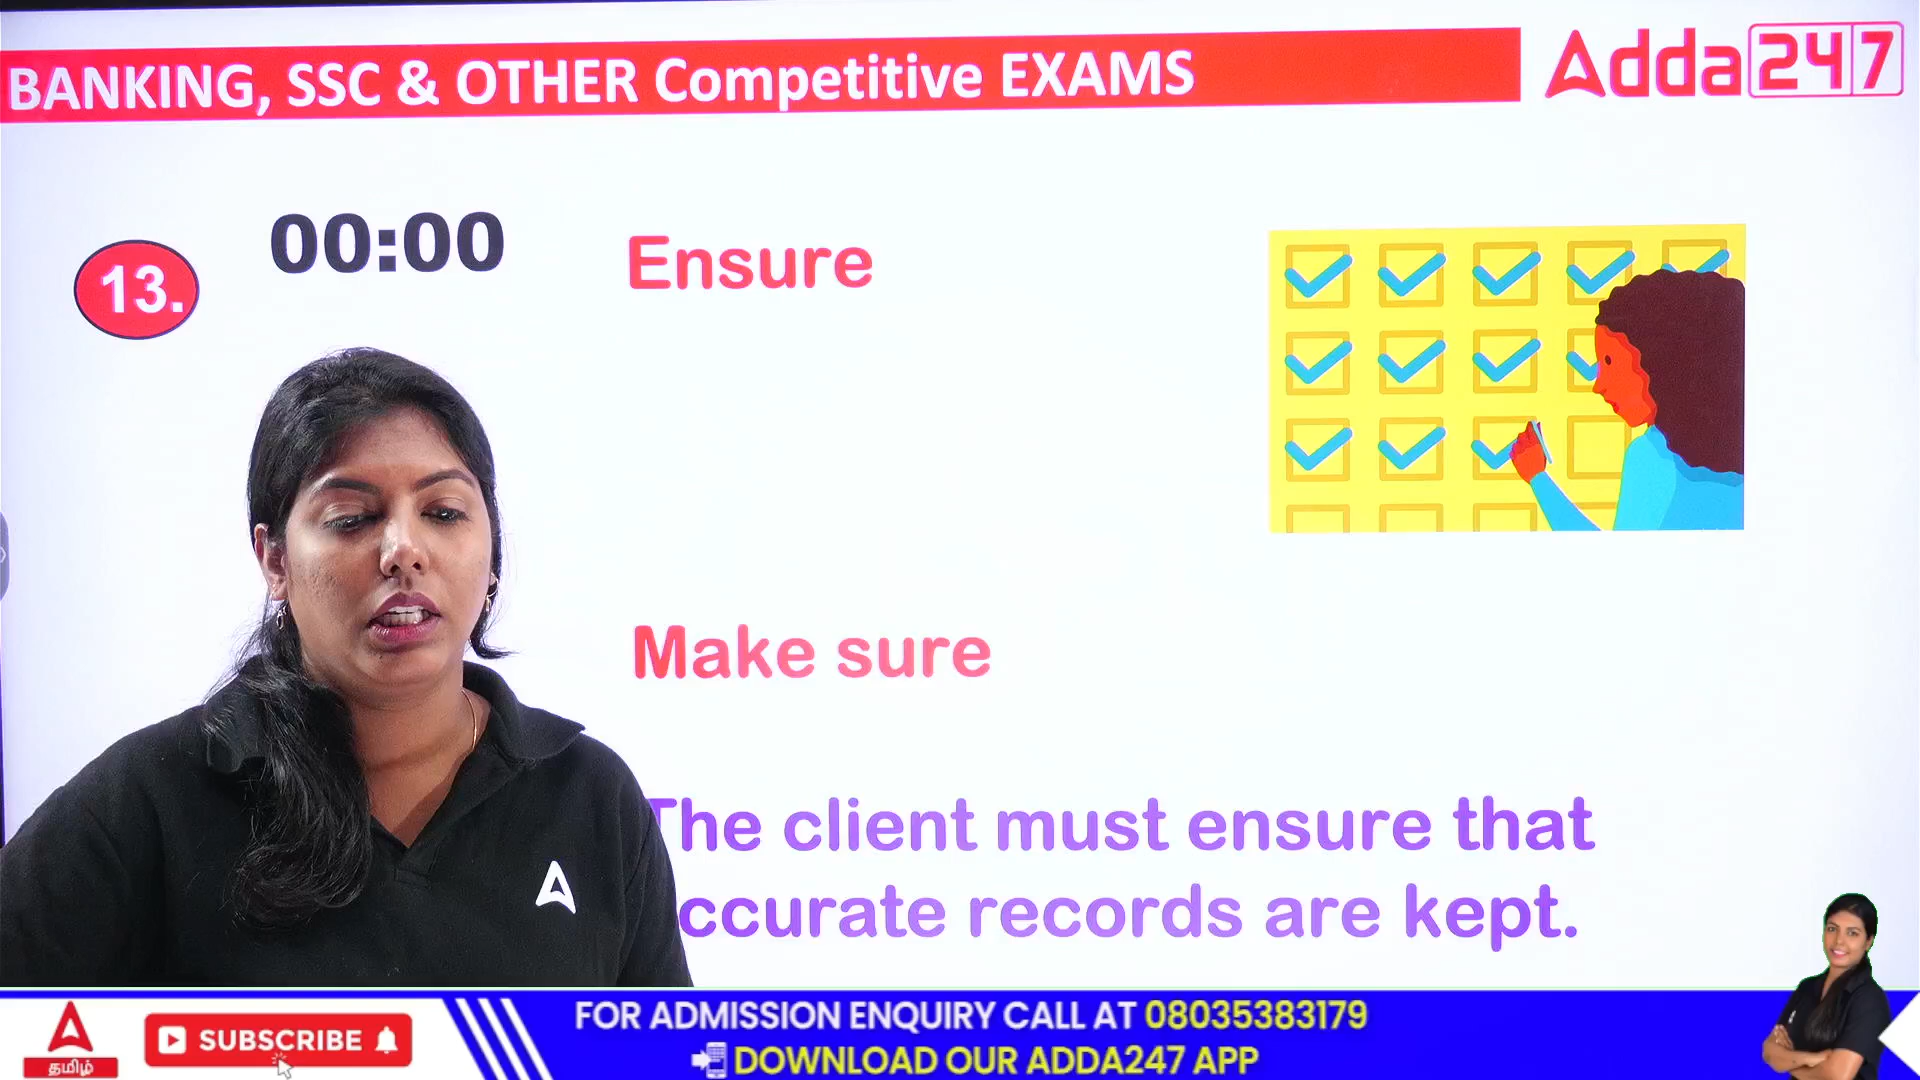 BANKING, SSC & OTHER Competitive EXAMS
Adda247
13.
00:00
Ensure
Make sure
The client must ensure that
ccurate records are kept.
தமிழ்
SUBSCRIBE
FOR ADMISSION ENQUIRY CALL AT 08035383179
DOWNLOAD OUR ADDA247 APP